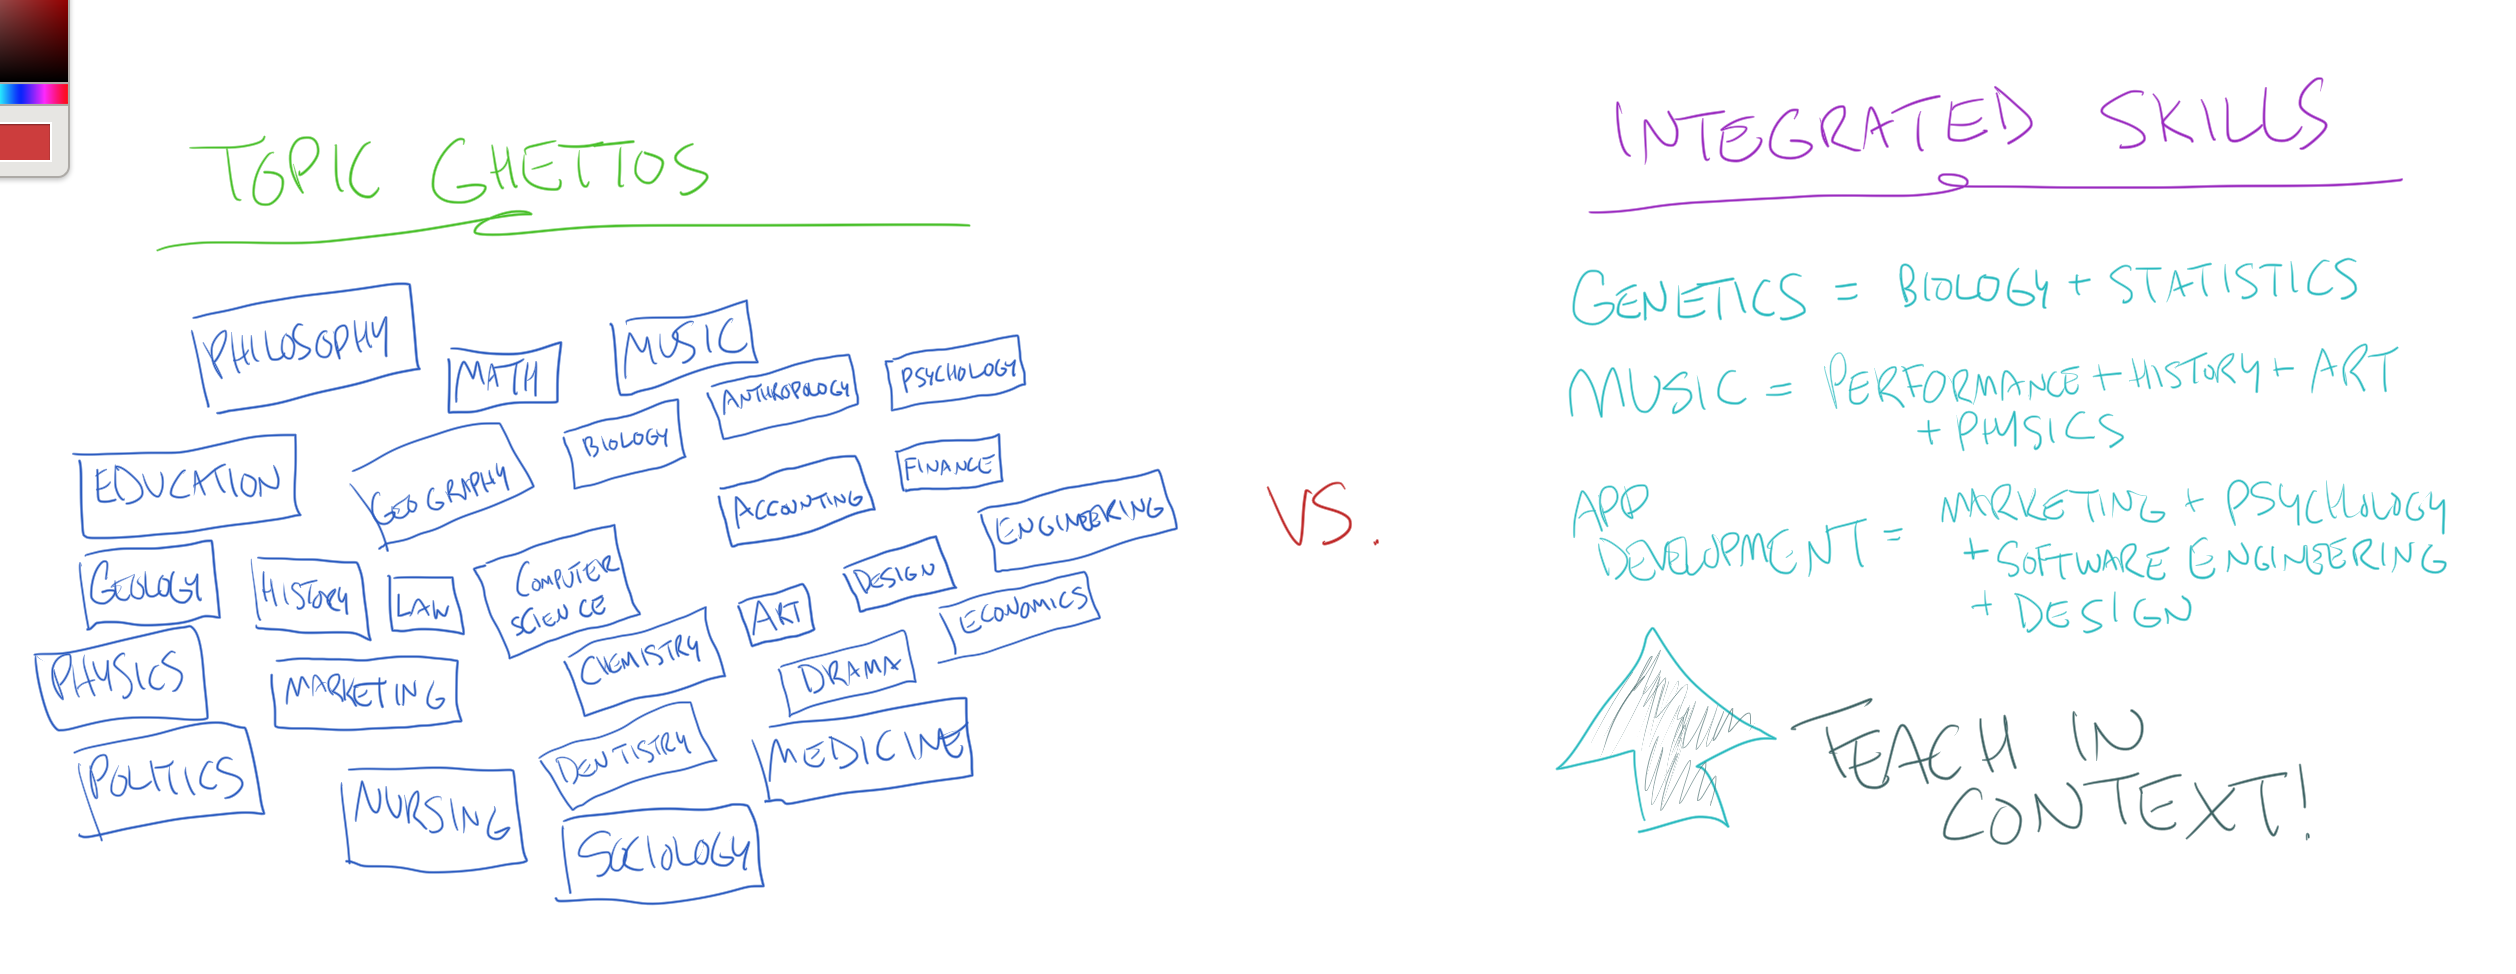 TOPIC GHETTOS
PHILOSOPHY
MATH
MUSIC
ANTHROPOLOGY
PSYCHOLOGY
EDUCATION
GEOGRAPHY
BIOLOGY
ACCOUNTING
FINANCE
ENGINEERING
GEOLOGY
HISTORY
LAW
COMPUTER
SCIENCE
ART
DESIGN
ECONOMICS
PHYSICS
MARKETING
CHEMISTRY
DRAMA
POLITICS
NURSING
DENTISTRY
MEDICINE
SOCIOLOGY
VS.
INTEGRATED SKILLS
GENETICS = BIOLOGY + STATISTICS
MUSIC = PERFORMANCE + HISTORY + ART
+ PHYSICS
APP
DEVELOPMENT = MARKETING + PSYCHOLOGY
+ SOFTWARE ENGINEERING
+ DESIGN
TEACH IN
CONTEXT!